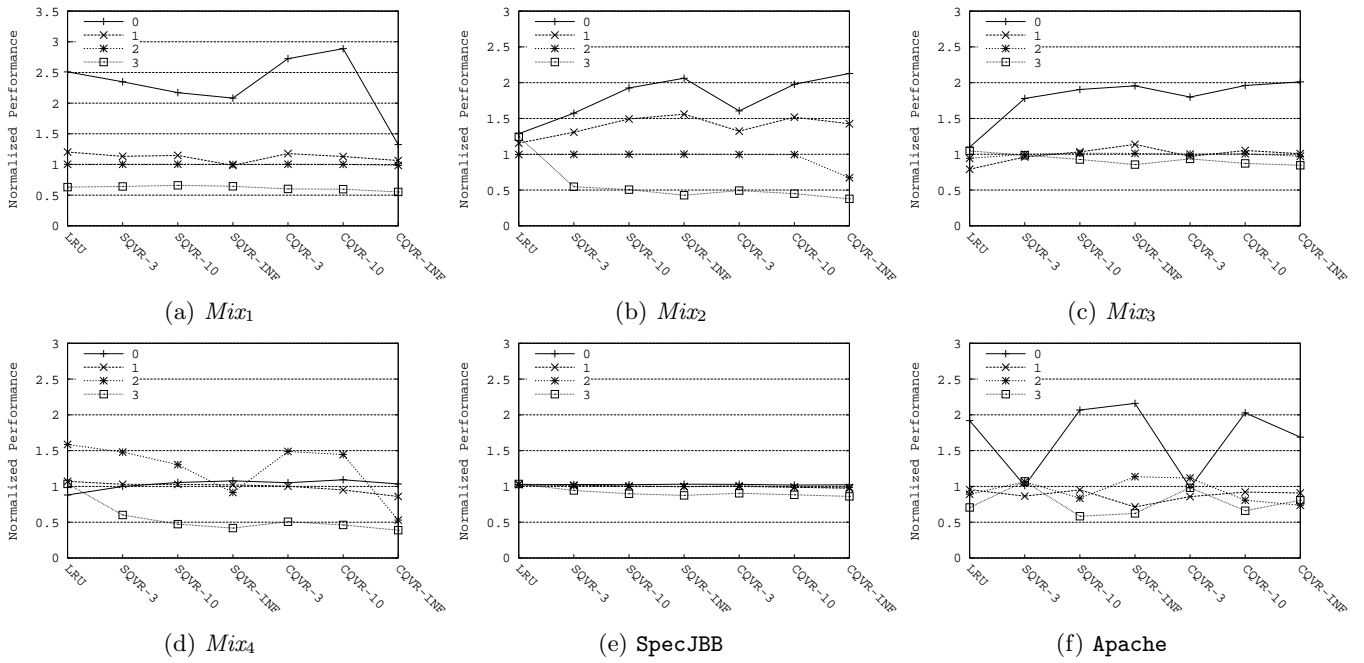 3.5
3
2.5
2
1.5
1
0.5
0
Normalized Performance
0
1
2
3
LRU
SQVR-3
SQVR-10
SQVR-INF
CQVR-3
CQVR-10
CQVR-INF
(a) Mix1
3
2.5
2
1.5
1
0.5
0
Normalized Performance
0
1
2
3
LRU
SQVR-3
SQVR-10
SQVR-INF
CQVR-3
CQVR-10
CQVR-INF
(b) Mix2
3
2.5
2
1.5
1
0.5
0
Normalized Performance
0
1
2
3
LRU
SQVR-3
SQVR-10
SQVR-INF
CQVR-3
CQVR-10
CQVR-INF
(c) Mix3
3
2.5
2
1.5
1
0.5
0
Normalized Performance
0
1
2
3
LRU
SQVR-3
SQVR-10
SQVR-INF
CQVR-3
CQVR-10
CQVR-INF
(d) Mix4
3
2.5
2
1.5
1
0.5
0
Normalized Performance
0
1
2
3
LRU
SQVR-3
SQVR-10
SQVR-INF
CQVR-3
CQVR-10
CQVR-INF
(e) SpecJBB
3
2.5
2
1.5
1
0.5
0
Normalized Performance
0
1
2
3
LRU
SQVR-3
SQVR-10
SQVR-INF
CQVR-3
CQVR-10
CQVR-INF
(f) Apache